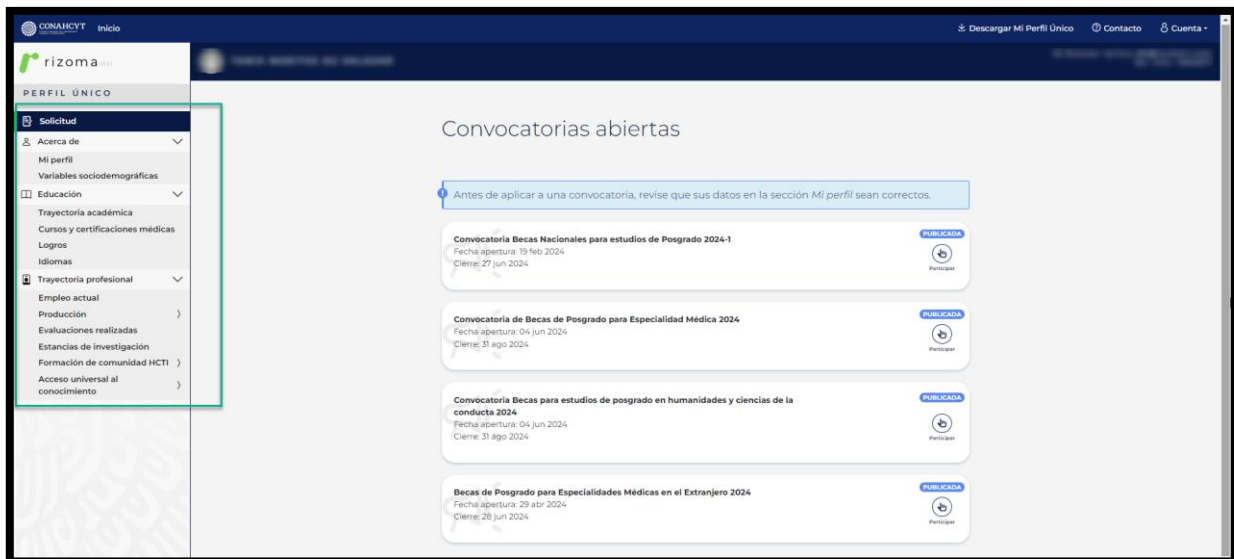 CONAHCYT Inicio
Descargar Mi Perfil Único Contacto Cuenta
rizoma
PERFIL ÚNICO
Solicitud
Acerca de
Mi perfil
Variables sociodemográficas
Educación
Trayectoria académica
Cursos y certificaciones médicas
Logros
Idiomas
Trayectoria profesional
Empleo actual
Producción
Evaluaciones realizadas
Estancias de investigación
Formación de comunidad HCTI
Acceso universal al
conocimiento
Convocatorias abiertas
Antes de aplicar a una convocatoria, revise que sus datos en la sección Mi perfil sean correctos.
Convocatoria Becas Nacionales para estudios de Posgrado 2024-1
Fecha apertura: 19 feb 2024
Cierre: 27 jun 2024
PUBLICADA
Participar
Convocatoria de Becas de Posgrado para Especialidad Médica 2024
Fecha apertura: 04 jun 2024
Cierre: 31 ago 2024
PUBLICADA
Participar
Convocatoria Becas para estudios de posgrado en humanidades y ciencias de la
conducta 2024
Fecha apertura: 04 jun 2024
Cierre: 31 ago 2024
PUBLICADA
Participar
Becas de Posgrado para Especialidades Médicas en el Extranjero 2024
Fecha apertura: 29 abr 2024
Cierre: 28 jun 2024
PUBLICADA
Participar